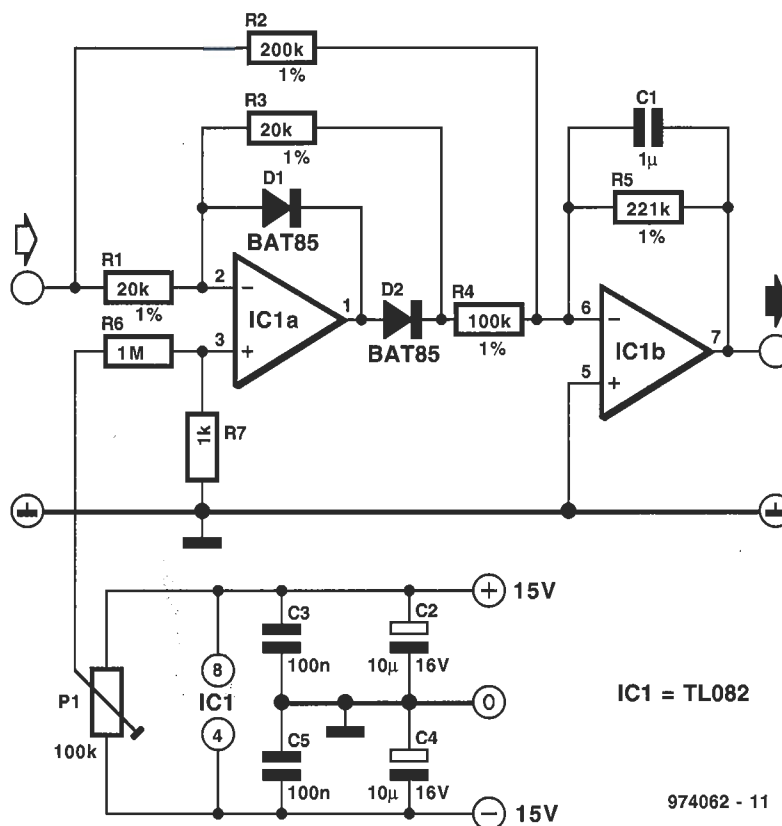 R2
200k
1%
R3
20k
1%
C1
1µ
D1
BAT85
R5
221k
1%
R1
20k
1%
2
−
IC1a
1
D2
BAT85
R4
100k
1%
6
−
IC1b
7
R6
1M
3
+
5
+
1k
R7
+ 15V
C3
100n
C2
10µ
16V
8
IC1
4
P1
100k
0
IC1 = TL082
C5
100n
C4
10µ
16V
− 15V
974062 - 11